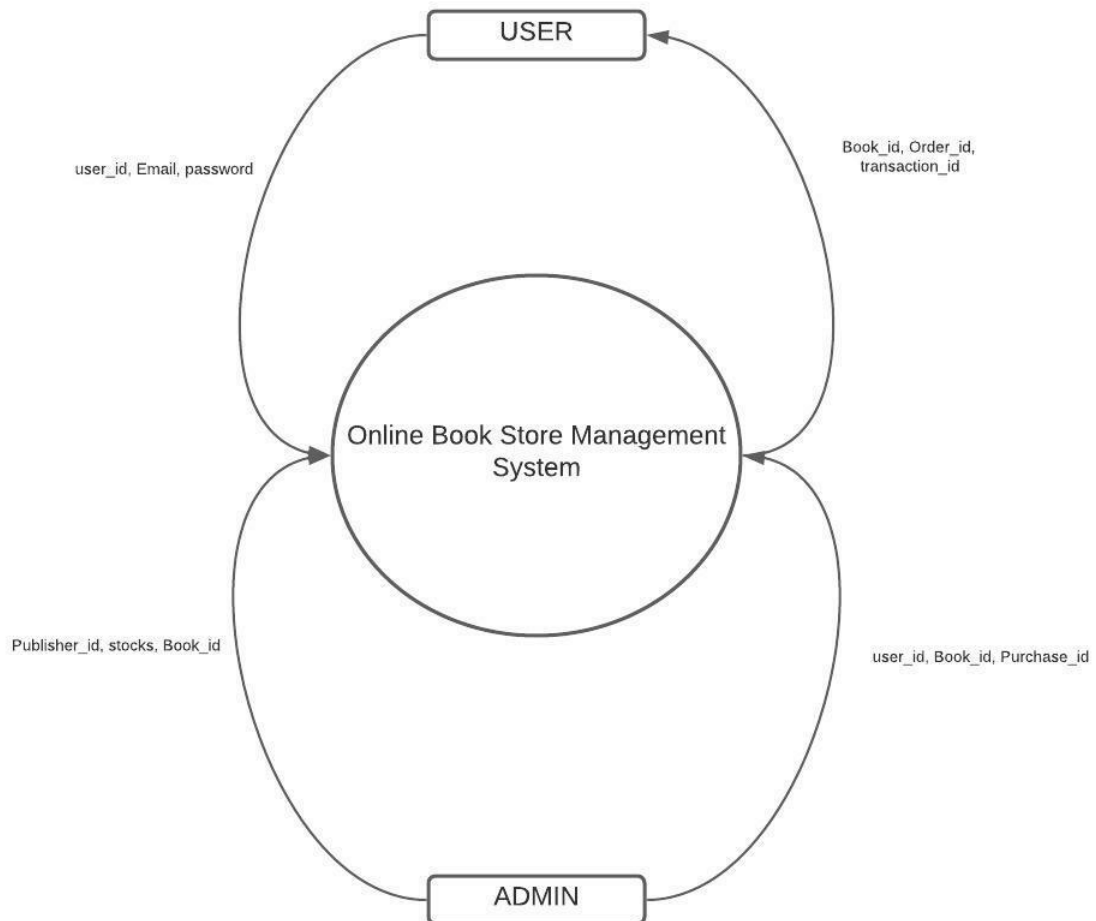 USER
user_id, Email, password
Book_id, Order_id,
transaction_id
Online Book Store Management
System
Publisher_id, stocks, Book_id
user_id, Book_id, Purchase_id
ADMIN